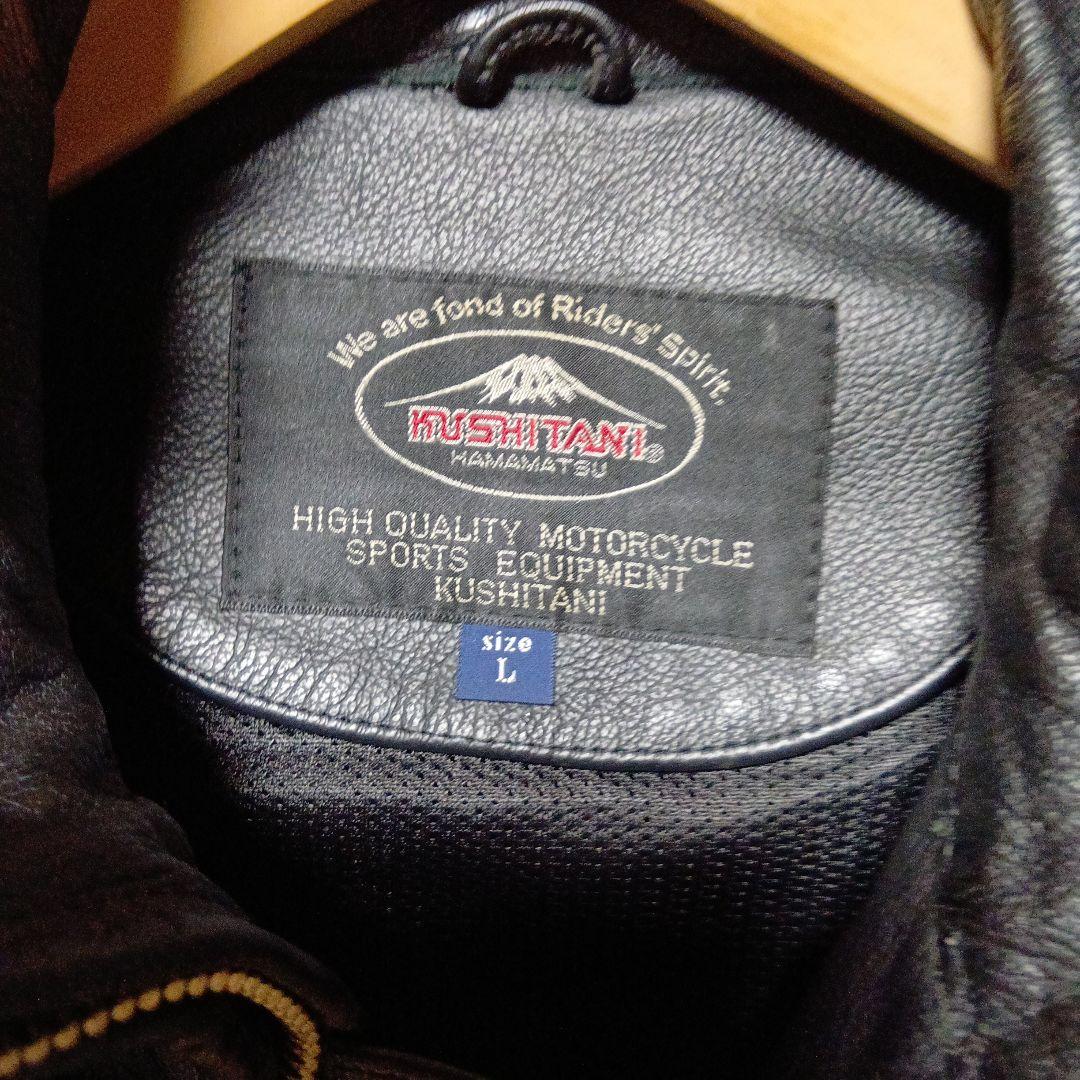 We are fond of Riders' Spirit.
KUSHITANI®
HAMAMATSU
HIGH QUALITY MOTORCYCLE
SPORTS EQUIPMENT
KUSHITANI
size
L